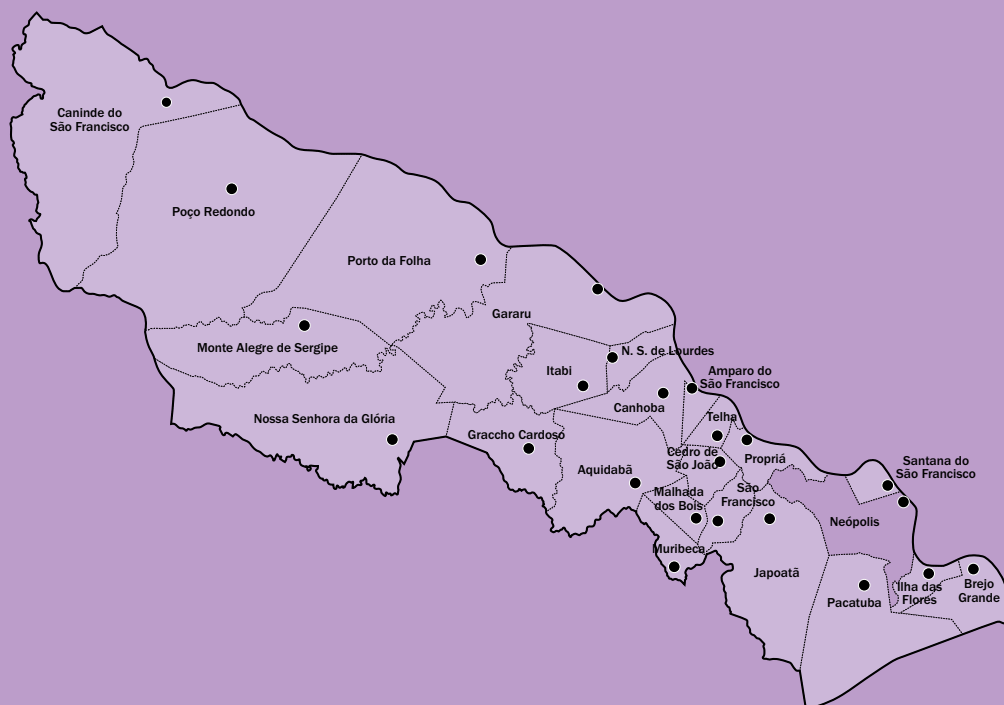 Caninde do
São Francisco
Poço Redondo
Porto da Folha
Gararu
Monte Alegre de Sergipe
N. S. de Lourdes
Itabi
Amparo do
São Francisco
Canhoba
Nossa Senhora da Glória
Telha
Graccho Cardoso
Cedro de
São João
Propriá
Santana do
São Francisco
Aquidabã
Malhada
dos Bois
São
Francisco
Neópolis
Muribeca
Japoatã
Ilha das
Flores
Brejo
Grande
Pacatuba